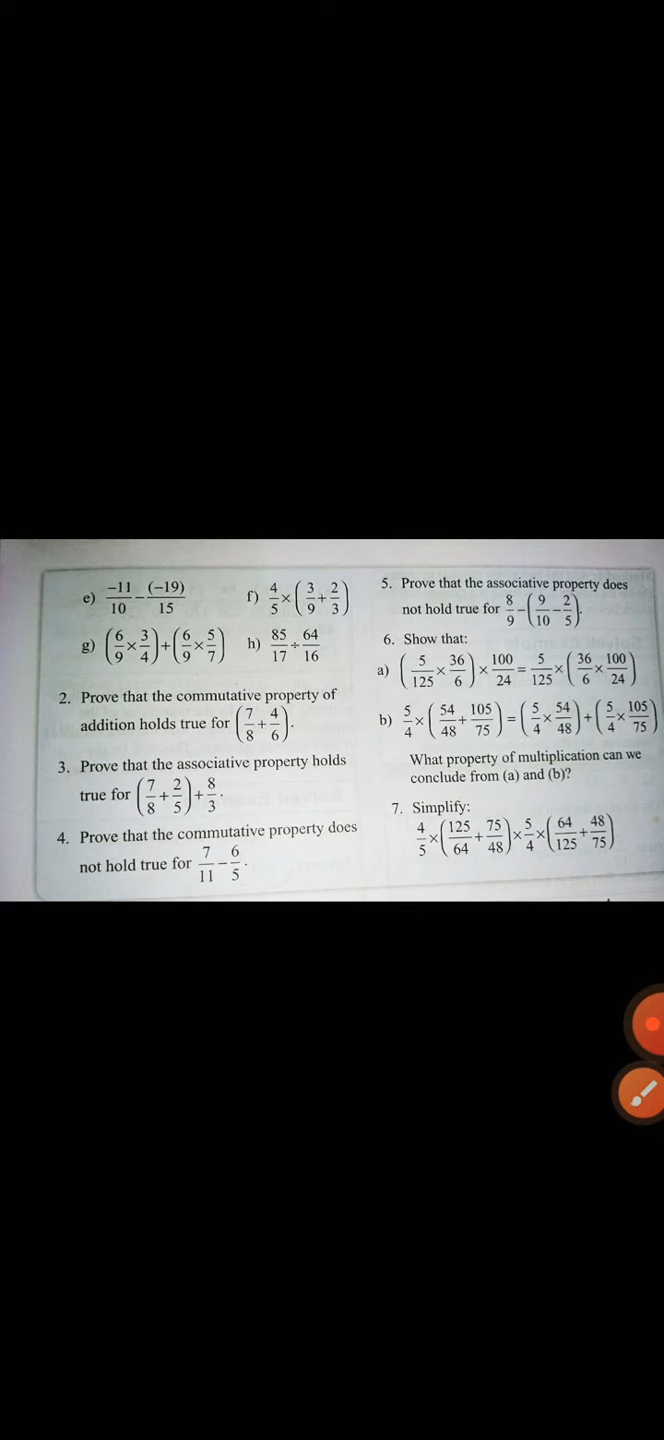 e) -11/10 - (-19)/15 f) 4/5 × (3/9 + 2/3)
g) (6/9 × 3/4) + (6/9 × 5/7) h) 85/17 ÷ 64/16
2. Prove that the commutative property of
addition holds true for (7/8 + 4/6).
3. Prove that the associative property holds
true for (7/8 + 2/5) + 8/3.
4. Prove that the commutative property does
not hold true for 7/11 - 6/5.
5. Prove that the associative property does
not hold true for 8/9 - (9/10 - 2/5).
6. Show that:
a) (5/125 × 36/6) × 100/24 = 5/125 × (36/6 × 100/24)
b) 5/4 × (54/48 + 105/75) = (5/4 × 54/48) + (5/4 × 105/75)
What property of multiplication can we
conclude from (a) and (b)?
7. Simplify:
4/5 × (125/64 + 75/48) × 5/4 × (64/125 + 48/75)